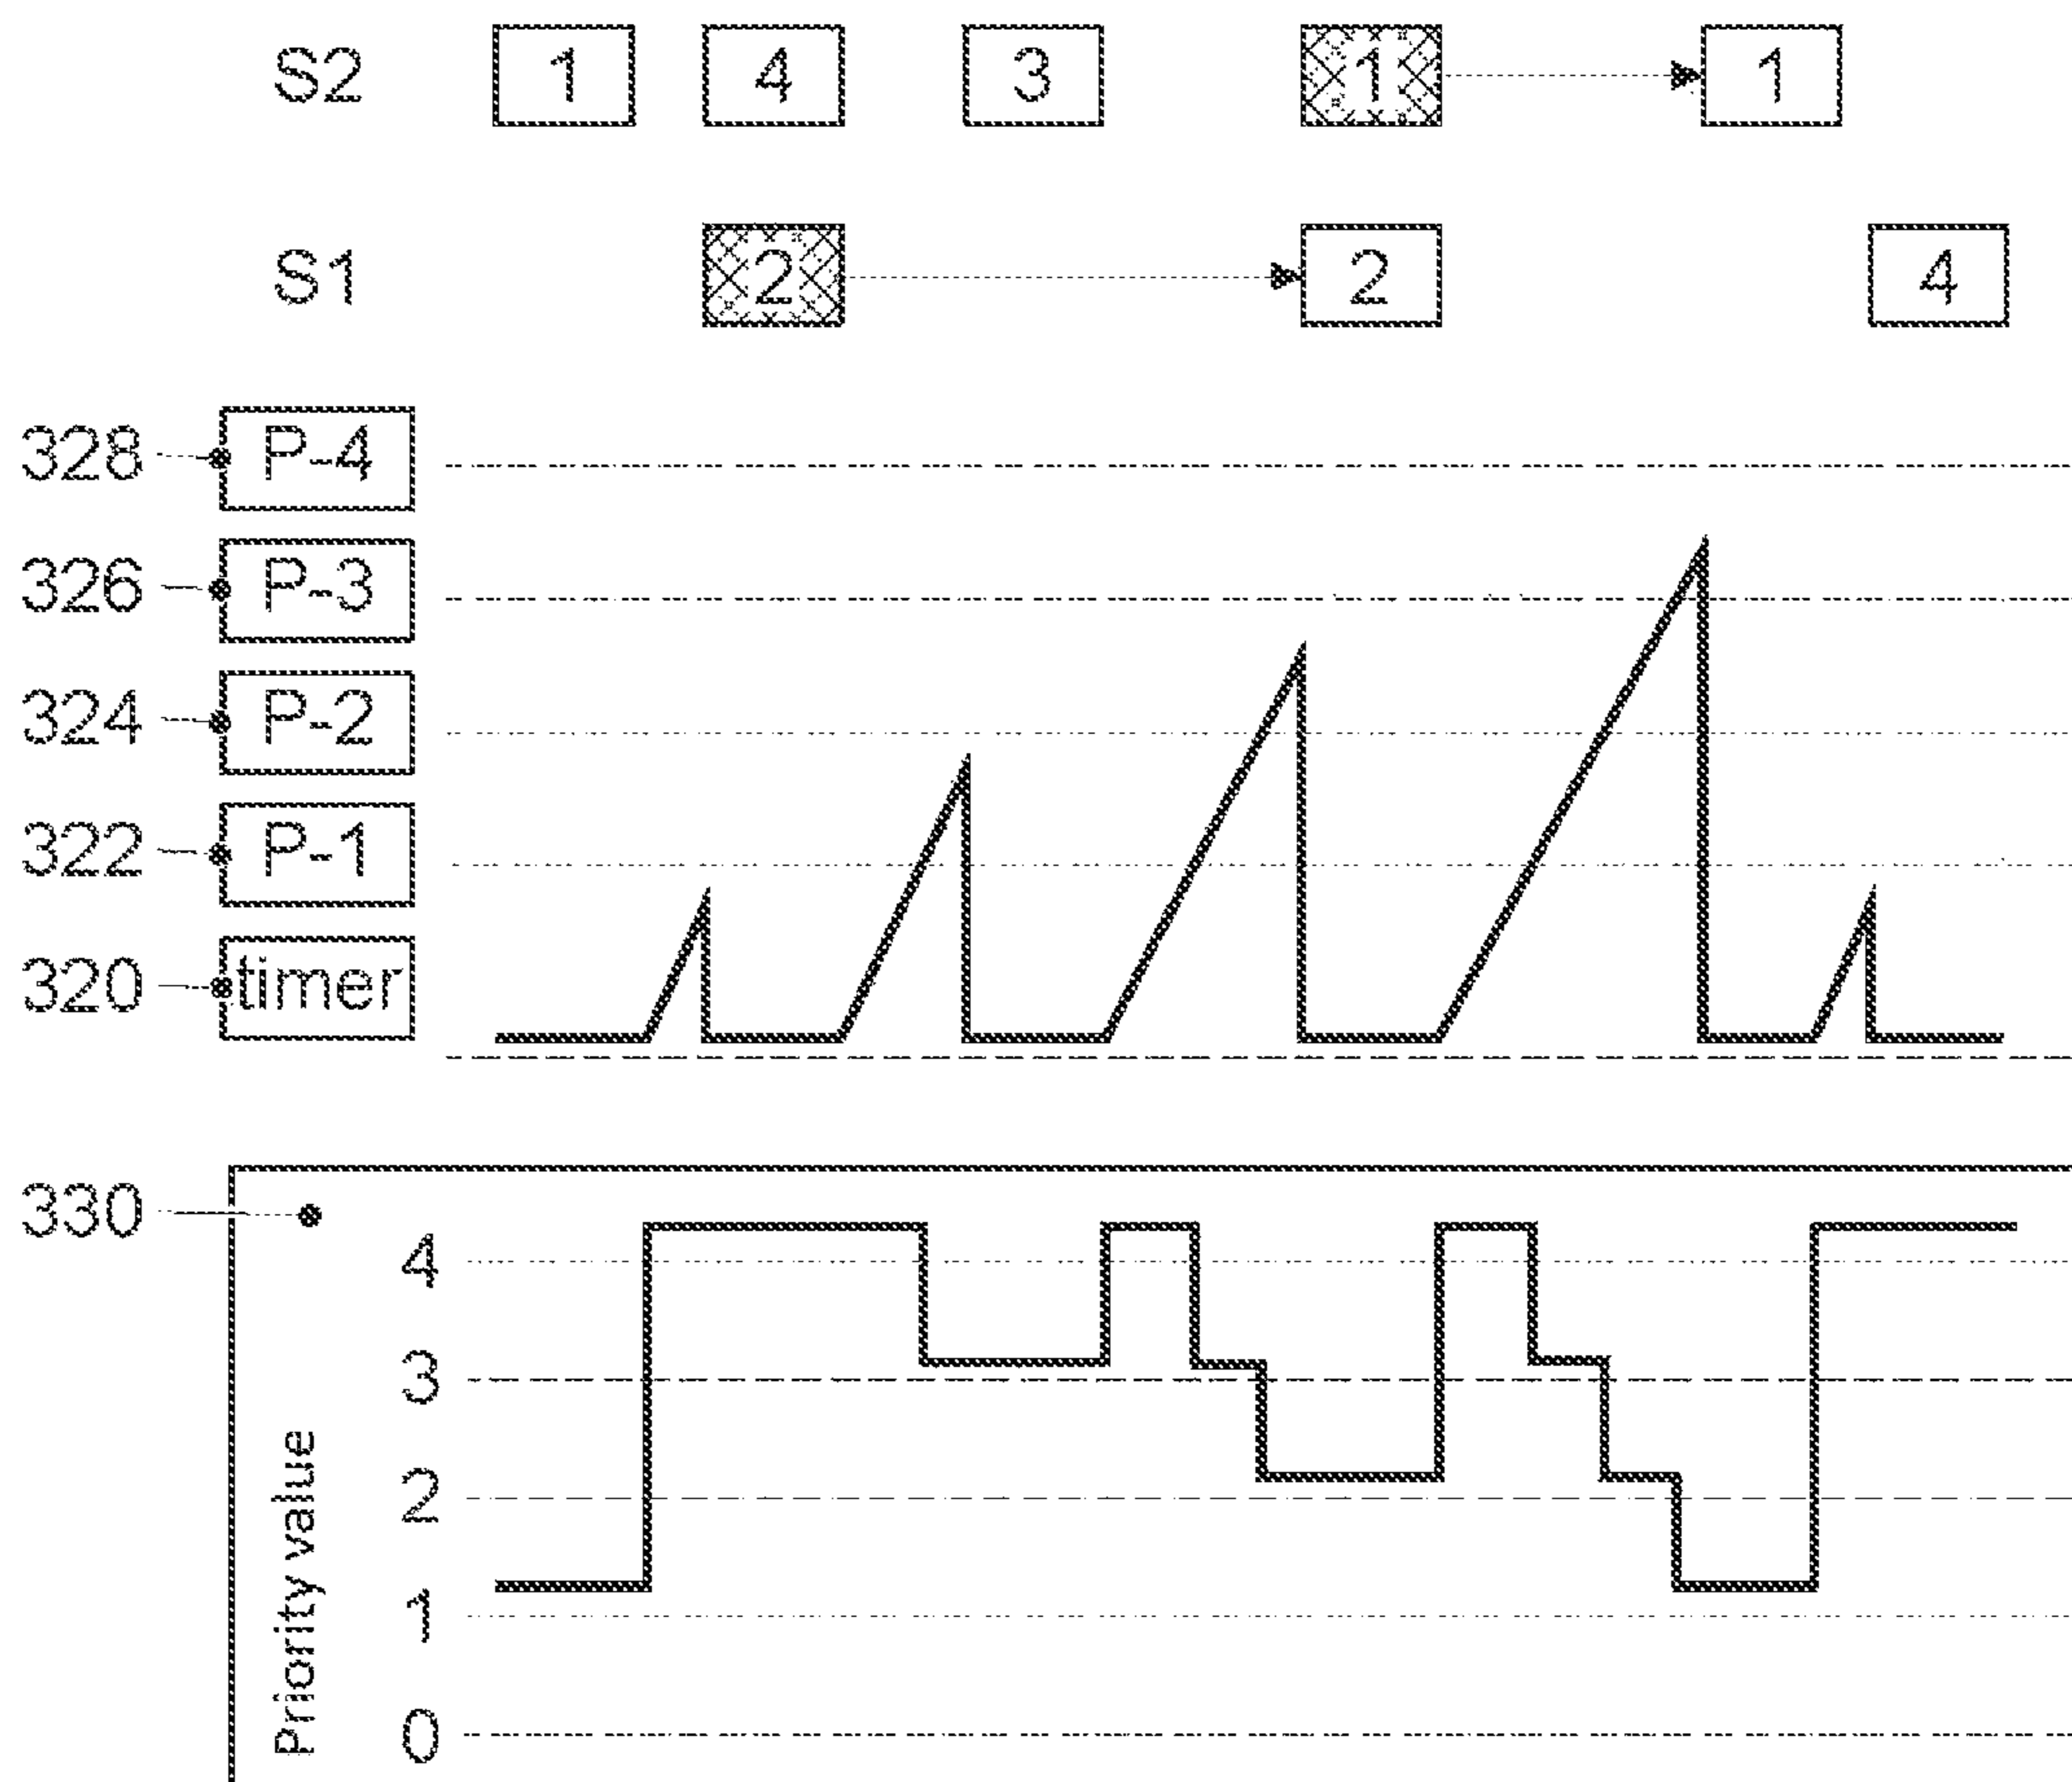 S2 1 4 3 1 1
S1 2 2 4
328 P-4
326 P-3
324 P-2
322 P-1
320 timer
330
4
3
2
1
0
Priority value